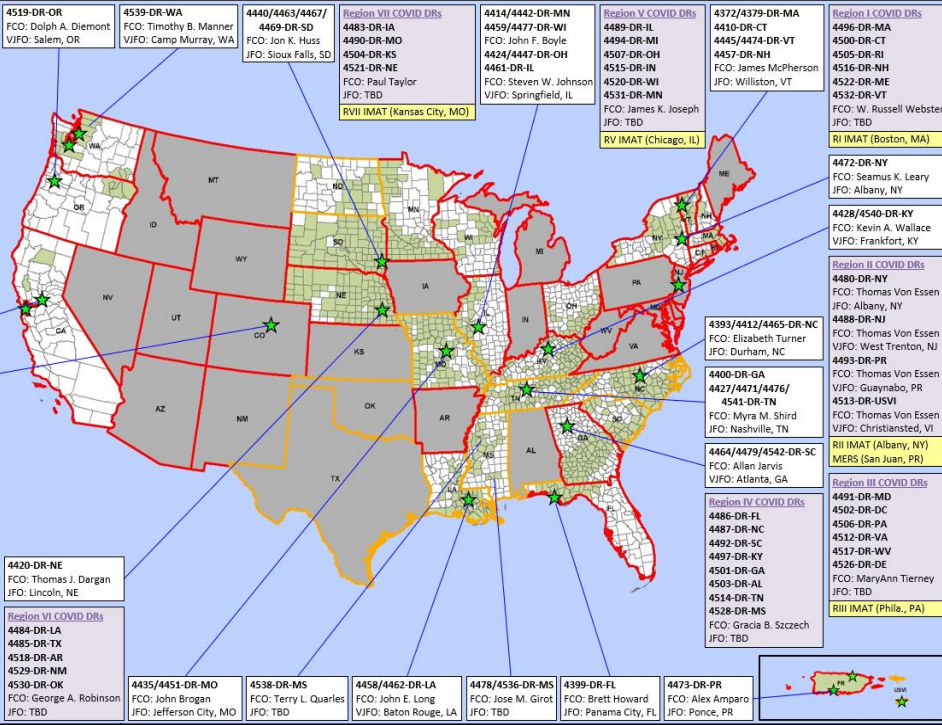 4519-DR-OR
FCO: Dolph A. Diemont
VJFO: Salem, OR
4539-DR-WA
FCO: Timothy B. Manner
VJFO: Camp Murray, WA
4440/4463/4467/
4469-DR-SD
FCO: Jon K. Huss
JFO: Sioux Falls, SD
Region VII COVID DRs
4483-DR-IA
4490-DR-MO
4504-DR-KS
4521-DR-NE
FCO: Paul Taylor
JFO: TBD
RVII IMAT (Kansas City, MO)
4414/4442-DR-MN
4459/4477-DR-WI
FCO: John F. Boyle
4424/4447-DR-OH
4461-DR-IL
FCO: Steven W. Johnson
VJFO: Springfield, IL
Region V COVID DRs
4489-DR-IL
4494-DR-MI
4507-DR-OH
4515-DR-IN
4520-DR-WI
4531-DR-MN
FCO: James K. Joseph
JFO: TBD
RV IMAT (Chicago, IL)
4372/4379-DR-MA
4410-DR-CT
4445/4474-DR-VT
4457-DR-NH
FCO: James McPherson
JFO: Williston, VT
Region I COVID DRs
4496-DR-MA
4500-DR-CT
4505-DR-RI
4516-DR-NH
4522-DR-ME
4532-DR-VT
FCO: W. Russell Webster
JFO: TBD
RI IMAT (Boston, MA)
4472-DR-NY
FCO: Seamus K. Leary
JFO: Albany, NY
4428/4540-DR-KY
FCO: Kevin A. Wallace
VJFO: Frankfort, KY
Region II COVID DRs
4480-DR-NY
FCO: Thomas Von Essen
JFO: Albany, NY
4488-DR-NJ
FCO: Thomas Von Essen
VJFO: West Trenton, NJ
4493-DR-PR
FCO: Thomas Von Essen
VJFO: Guaynabo, PR
4513-DR-USVI
FCO: Thomas Von Essen
VJFO: Christiansted, VI
RII IMAT (Albany, NY)
MERS (San Juan, PR)
4393/4412/4465-DR-NC
FCO: Elizabeth Turner
JFO: Durham, NC
4400-DR-GA
4427/4471/4476/
4541-DR-TN
FCO: Myra M. Shird
JFO: Nashville, TN
4464/4479/4542-DR-SC
FCO: Allan Jarvis
VJFO: Atlanta, GA
Region IV COVID DRs
4486-DR-FL
4487-DR-NC
4492-DR-SC
4497-DR-KY
4501-DR-GA
4503-DR-AL
4514-DR-TN
4528-DR-MS
FCO: Gracia B. Szczech
JFO: TBD
Region III COVID DRs
4491-DR-MD
4502-DR-DC
4506-DR-PA
4512-DR-VA
4517-DR-WV
4526-DR-DE
FCO: MaryAnn Tierney
JFO: TBD
RIII IMAT (Phila., PA)
WA
OR
CA
NV
ID
MT
WY
UT
CO
AZ
NM
ND
SD
NE
KS
OK
TX
MN
IA
MO
AR
LA
WI
IL
MI
IN
OH
KY
TN
MS
AL
GA
FL
SC
NC
VA
WV
PA
NY
NJ
CT
MA
NH
ME
4420-DR-NE
FCO: Thomas J. Dargan
JFO: Lincoln, NE
Region VI COVID DRs
4484-DR-LA
4485-DR-TX
4518-DR-AR
4529-DR-NM
4530-DR-OK
FCO: George A. Robinson
JFO: TBD
4435/4451-DR-MO
FCO: John Brogan
JFO: Jefferson City, MO
4538-DR-MS
FCO: Terry L. Quarles
JFO: TBD
4458/4462-DR-LA
FCO: John E. Long
VJFO: Baton Rouge, LA
4478/4536-DR-MS
FCO: Jose M. Girot
JFO: TBD
4399-DR-FL
FCO: Brett Howard
JFO: Panama City, FL
4473-DR-PR
FCO: Alex Amparo
JFO: Ponce, PR
PR
USVI